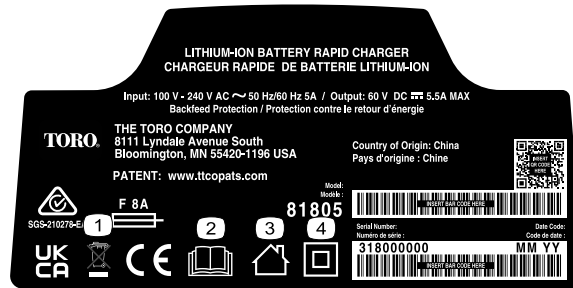 LITHIUM-ION BATTERY RAPID CHARGER
CHARGEUR RAPIDE DE BATTERIE LITHIUM-ION
Input: 100 V - 240 V AC ~ 50 Hz/60 Hz 5A / Output: 60 V DC ⎓ 5.5A MAX
Backfeed Protection / Protection contre le retour d'énergie
TORO®
THE TORO COMPANY
8111 Lyndale Avenue South
Bloomington, MN 55420-1196 USA
PATENT: www.ttcopats.com
Country of Origin: China
Pays d'origine : Chine
INSERT
QR CODE
HERE
Model:
Modèle :
81805
INSERT BAR CODE HERE
SGS-210278-EA
F 8A
1
2
3
4
UK
CA
CE
Serial Number:
Numéro de série :
318000000
Date Code:
Code de date :
MM YY
INSERT BAR CODE HERE